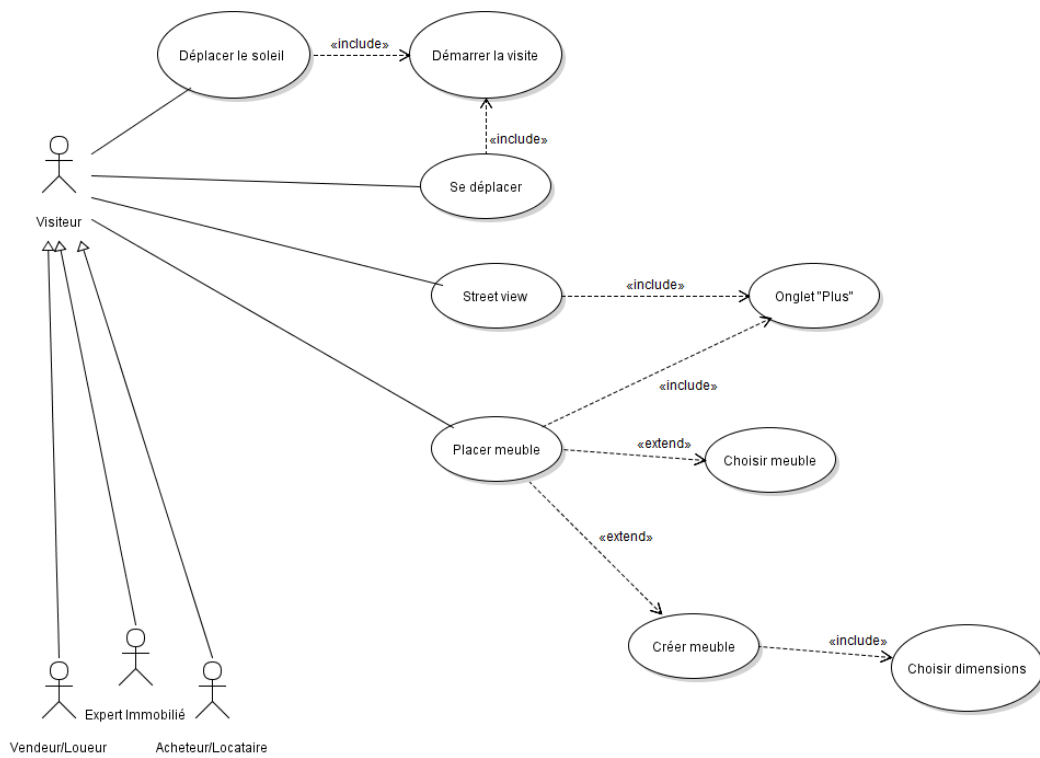 Déplacer le soleil
«include»
Démarrer la visite
«include»
Se déplacer
Visiteur
Street view
«include»
Onglet "Plus"
«include»
Placer meuble
«extend»
Choisir meuble
«extend»
Créer meuble
«include»
Choisir dimensions
Expert Immobilié
Vendeur/Loueur
Acheteur/Locataire